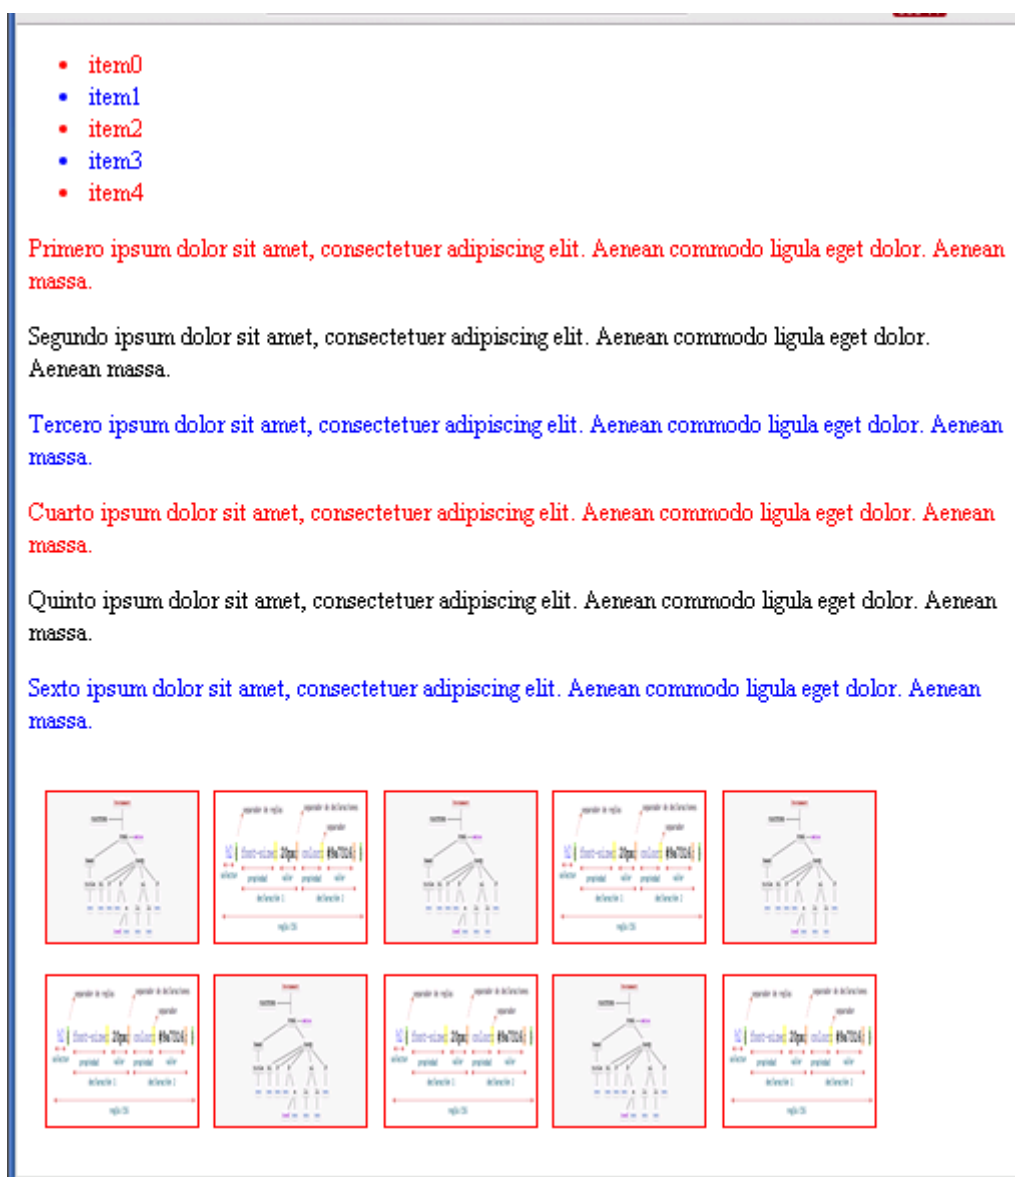 item0
item1
item2
item3
item4
Primero ipsum dolor sit amet, consectetuer adipiscing elit. Aenean commodo ligula eget dolor. Aenean
massa.
Segundo ipsum dolor sit amet, consectetuer adipiscing elit. Aenean commodo ligula eget dolor.
Aenean massa.
Tercero ipsum dolor sit amet, consectetuer adipiscing elit. Aenean commodo ligula eget dolor. Aenean
massa.
Cuarto ipsum dolor sit amet, consectetuer adipiscing elit. Aenean commodo ligula eget dolor. Aenean
massa.
Quinto ipsum dolor sit amet, consectetuer adipiscing elit. Aenean commodo ligula eget dolor. Aenean
massa.
Sexto ipsum dolor sit amet, consectetuer adipiscing elit. Aenean commodo ligula eget dolor. Aenean
massa.